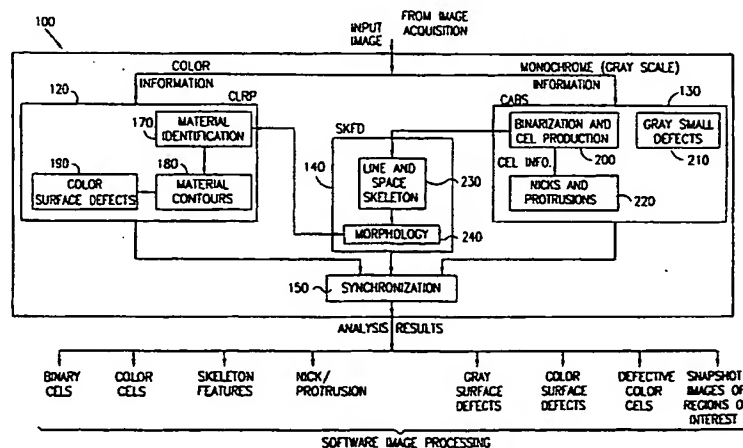 FROM IMAGE
ACQUISITION
INPUT
IMAGE
100
COLOR
INFORMATION
MONOCHROME (GRAY SCALE)
INFORMATION
120
CLRP
170
MATERIAL
IDENTIFICATION
190
180
COLOR
SURFACE DEFECTS
MATERIAL
CONTOURS
SKFD
140
LINE AND
SPACE
SKELETON
230
MORPHOLOGY
240
CABS
130
BINARIZATION AND
CEL PRODUCTION
200
GRAY SMALL
DEFECTS
210
CEL INFO.
NICKS AND
PROTRUSIONS
220
150
SYNCHRONIZATION
ANALYSIS RESULTS
BINARY
CELS
COLOR
CELS
SKELETON
FEATURES
NICK/
PROTRUSION
GRAY
SURFACE
DEFECTS
COLOR
SURFACE
DEFECTS
DEFECTIVE
COLOR
CELS
SNAPSHOT
IMAGES OF
REGIONS OF
INTEREST
SOFTWARE IMAGE PROCESSING